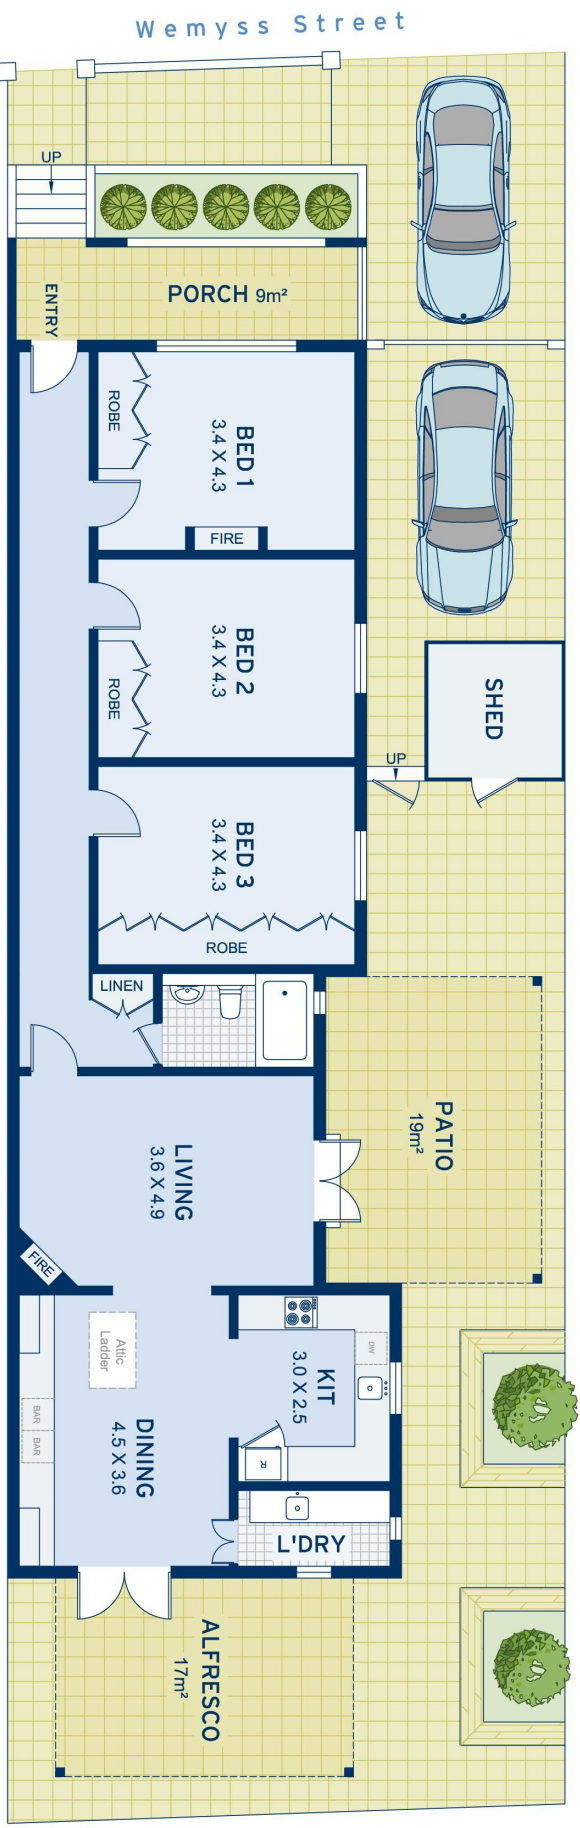 Wemyss Street
UP
PORCH 9m²
ENTRY
ROBE
BED 1
3.4 X 4.3
FIRE
BED 2
3.4 X 4.3
ROBE
SHED
UP
BED 3
3.4 X 4.3
ROBE
LINEN
PATIO
19m²
LIVING
3.6 X 4.9
FIRE
Attic
Ladder
DW
KIT
3.0 X 2.5
BAR
BAR
DINING
4.5 X 3.6
R
L'DRY
ALFRESCO
17m²